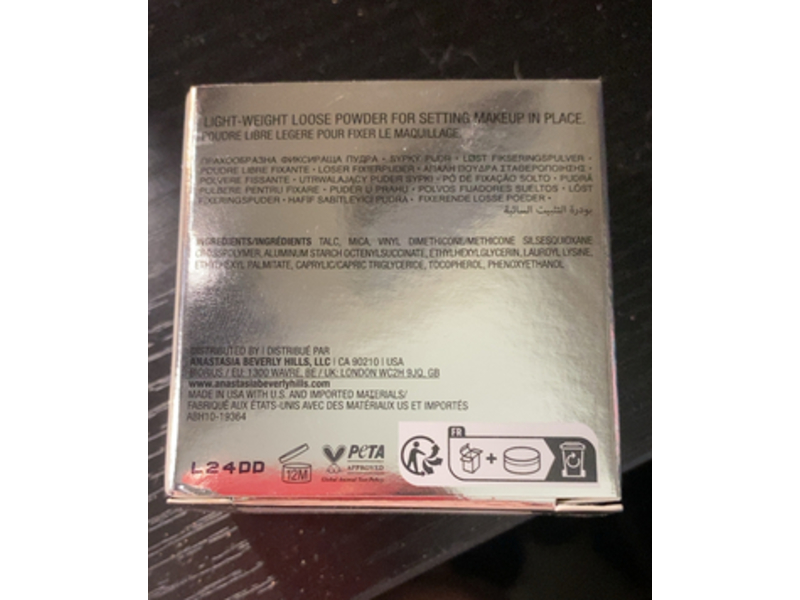 LIGHT-WEIGHT LOOSE POWDER FOR SETTING MAKEUP IN PLACE.
POUDRE LIBRE LEGERE POUR FIXER LE MAQUILLAGE.
ПРАХООБРАЗНА ФИКСИРАЩА ПУДРА • SYPKÝ PUDR • LØST FIKSERINGSPULVER •
POUDRE LIBRE FIXANTE • LOSER FIXIERPUDER • ΑΠΑΛΗ ΠΟΥΔΡΑ ΣΤΑΘΕΡΟΠΟΙΗΣΗΣ •
POLVERE FISSANTE • UTRWALAJĄCY PUDER SYPKI • PÓ DE FIXAÇÃO SOLTO • PUDRĂ
PULBERE PENTRU FIXARE • PUDER U PRAHU • POLVOS FIJADORES SUELTOS • LÖST
FIXERINGSPUDER • HAFİF SABİTLEYİCİ PUDRA • FIXERENDE LOSSE POEDER •
بودرة التثبيت السائبة
INGREDIENTS/INGRÉDIENTS TALC, MICA, VINYL DIMETHICONE/METHICONE SILSESQUIOXANE
CROSSPOLYMER, ALUMINUM STARCH OCTENYLSUCCINATE, ETHYLHEXYLGLYCERIN, LAUROYL LYSINE,
ETHYLHEXYL PALMITATE, CAPRYLIC/CAPRIC TRIGLYCERIDE, TOCOPHEROL, PHENOXYETHANOL
DISTRIBUTED BY | DISTRIBUÉ PAR
ANASTASIA BEVERLY HILLS, LLC | CA 90210 | USA
BIORIUS / EU: 1300 WAVRE, BE / UK: LONDON WC2H 9JQ, GB
www.anastasiabeverlyhills.com
MADE IN USA WITH U.S. AND IMPORTED MATERIALS/
FABRIQUÉ AUX ÉTATS-UNIS AVEC DES MATÉRIAUX US ET IMPORTÉS
ABH10-19364
L24DD
12M
PETA
APPROVED
Global Animal Test Policy
FR
+